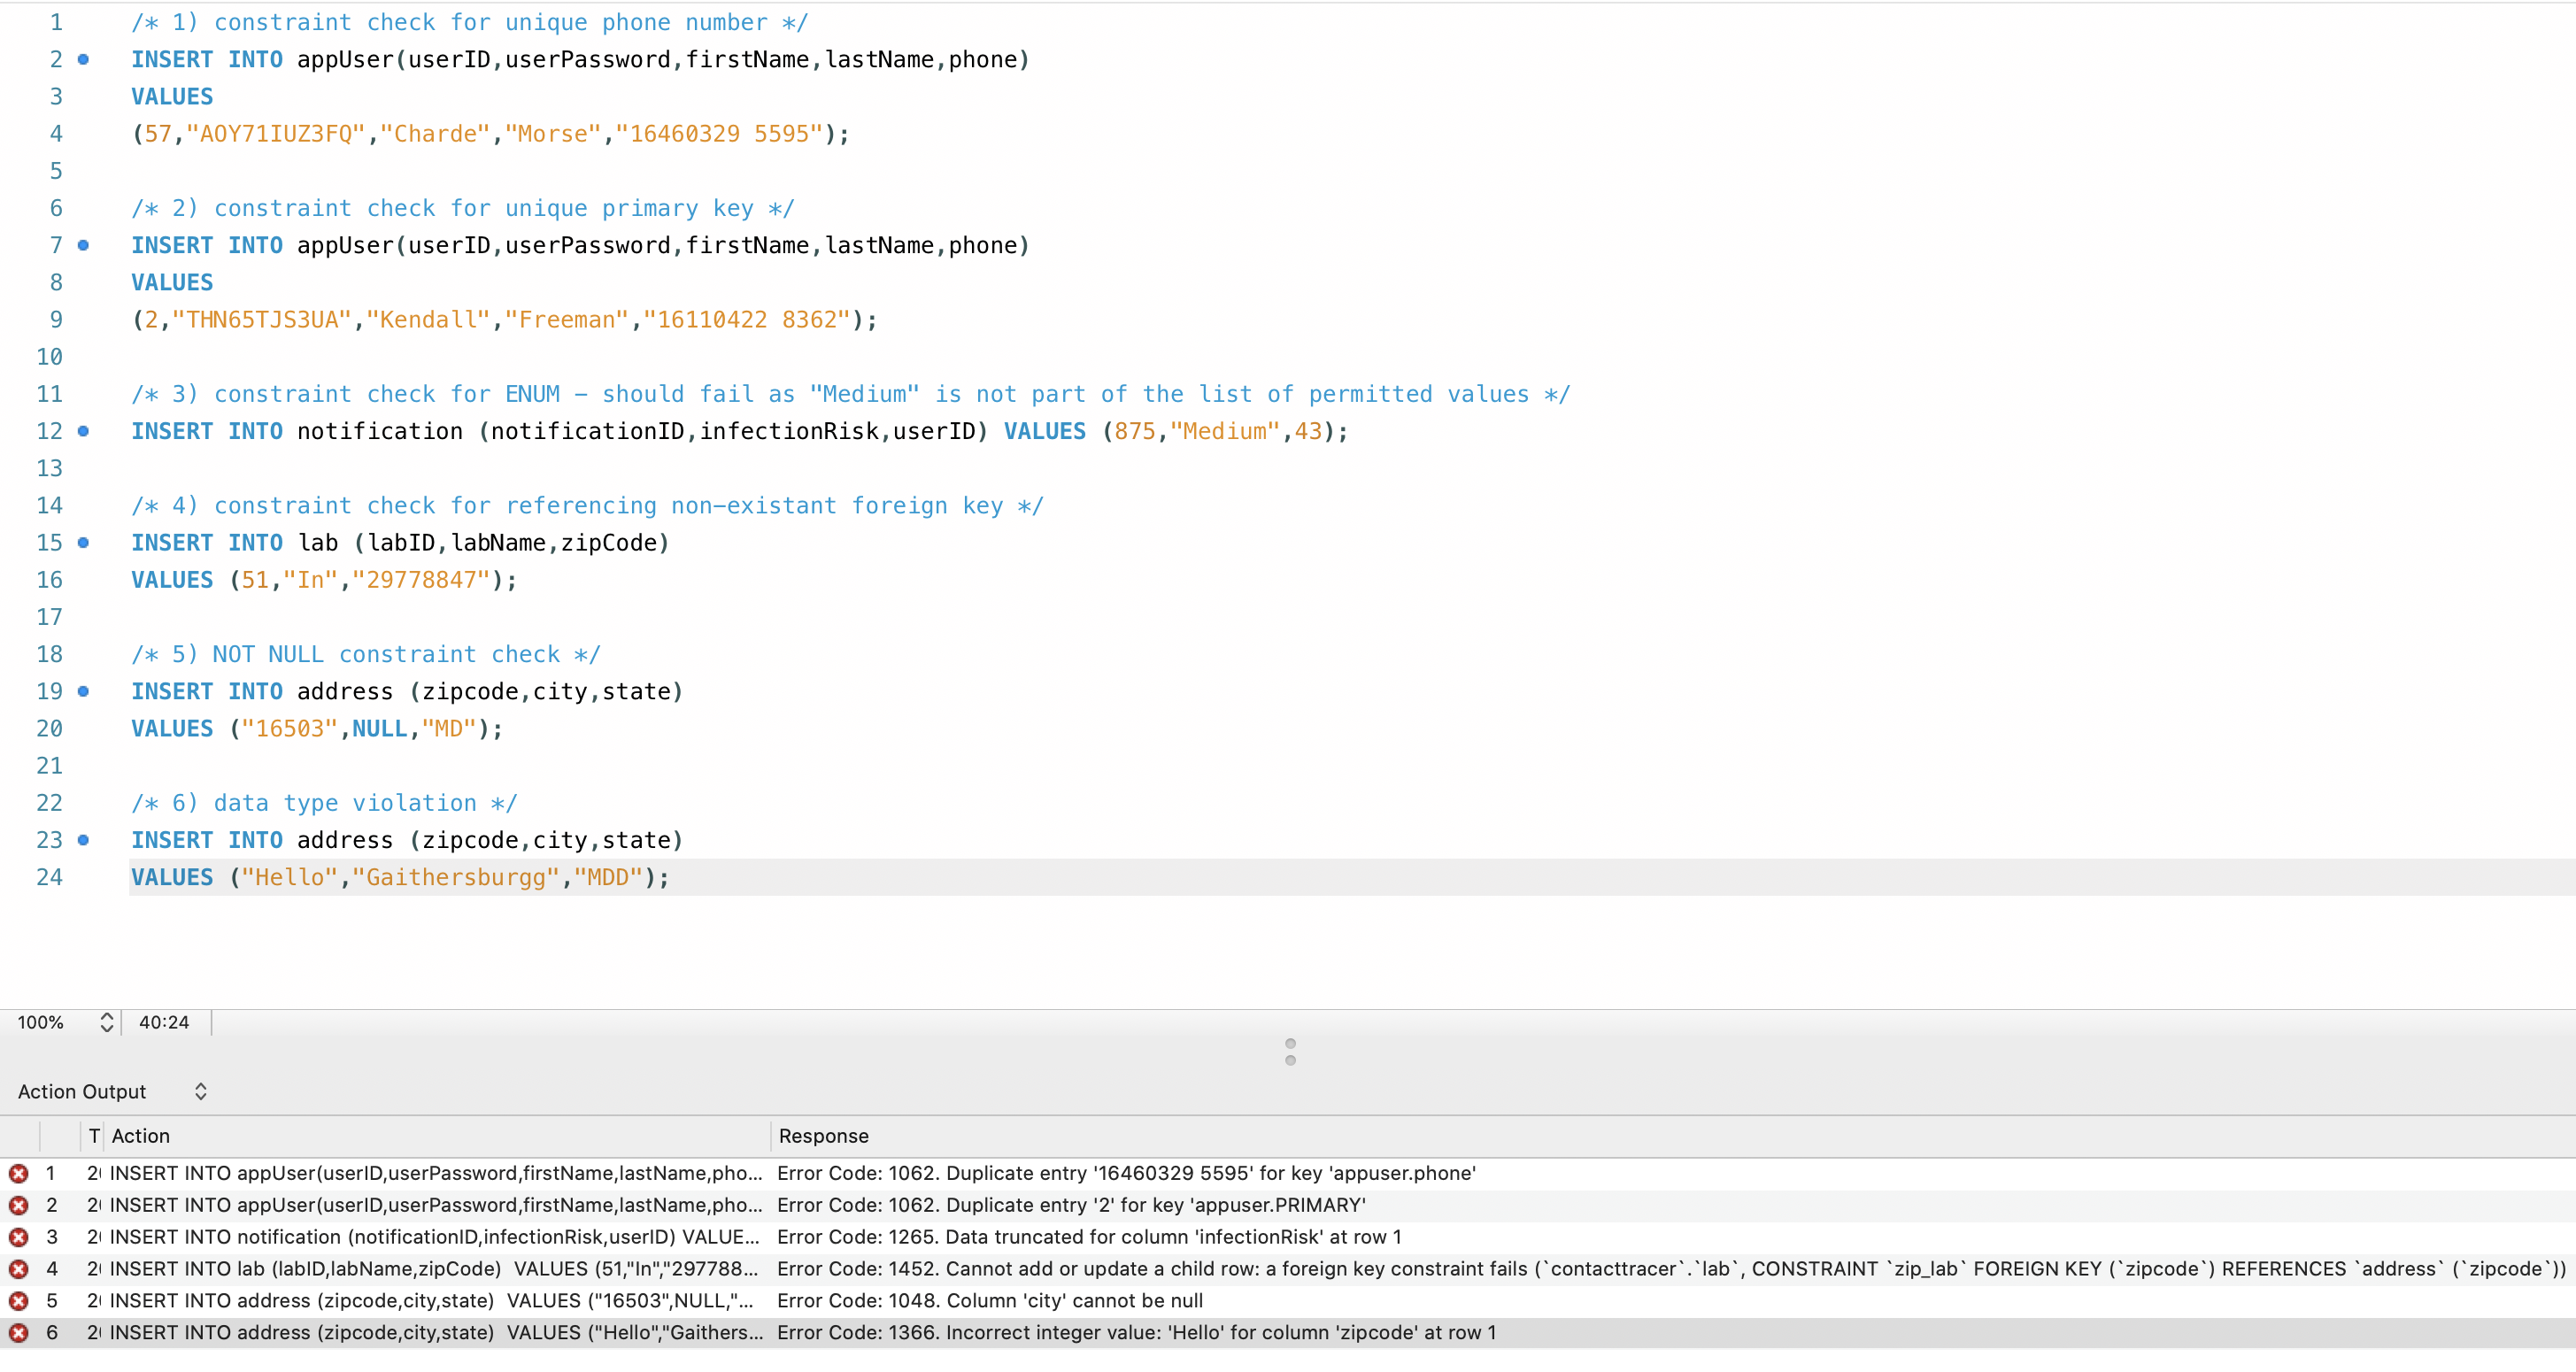 1 /* 1) constraint check for unique phone number */
2 INSERT INTO appUser(userID,userPassword,firstName,lastName,phone)
3 VALUES
4 (57,"AOY71IUZ3FQ","Charde","Morse","16460329 5595");
5
6 /* 2) constraint check for unique primary key */
7 INSERT INTO appUser(userID,userPassword,firstName,lastName,phone)
8 VALUES
9 (2,"THN65TJS3UA","Kendall","Freeman","16110422 8362");
10
11 /* 3) constraint check for ENUM – should fail as "Medium" is not part of the list of permitted values */
12 INSERT INTO notification (notificationID,infectionRisk,userID) VALUES (875,"Medium",43);
13
14 /* 4) constraint check for referencing non-existant foreign key */
15 INSERT INTO lab (labID,labName,zipCode)
16 VALUES (51,"In","29778847");
17
18 /* 5) NOT NULL constraint check */
19 INSERT INTO address (zipcode,city,state)
20 VALUES ("16503",NULL,"MD");
21
22 /* 6) data type violation */
23 INSERT INTO address (zipcode,city,state)
24 VALUES ("Hello","Gaithersburgg","MDD");
100% 40:24
Action Output
T Action Response
1 2 INSERT INTO appUser(userID,userPassword,firstName,lastName,pho... Error Code: 1062. Duplicate entry '16460329 5595' for key 'appuser.phone'
2 2 INSERT INTO appUser(userID,userPassword,firstName,lastName,pho... Error Code: 1062. Duplicate entry '2' for key 'appuser.PRIMARY'
3 2 INSERT INTO notification (notificationID,infectionRisk,userID) VALUE... Error Code: 1265. Data truncated for column 'infectionRisk' at row 1
4 2 INSERT INTO lab (labID,labName,zipCode) VALUES (51,"In","297788... Error Code: 1452. Cannot add or update a child row: a foreign key constraint fails (`contacttracer`.`lab`, CONSTRAINT `zip_lab` FOREIGN KEY (`zipcode`) REFERENCES `address` (`zipcode`))
5 2 INSERT INTO address (zipcode,city,state) VALUES ("16503",NULL,"... Error Code: 1048. Column 'city' cannot be null
6 2 INSERT INTO address (zipcode,city,state) VALUES ("Hello","Gaithers... Error Code: 1366. Incorrect integer value: 'Hello' for column 'zipcode' at row 1